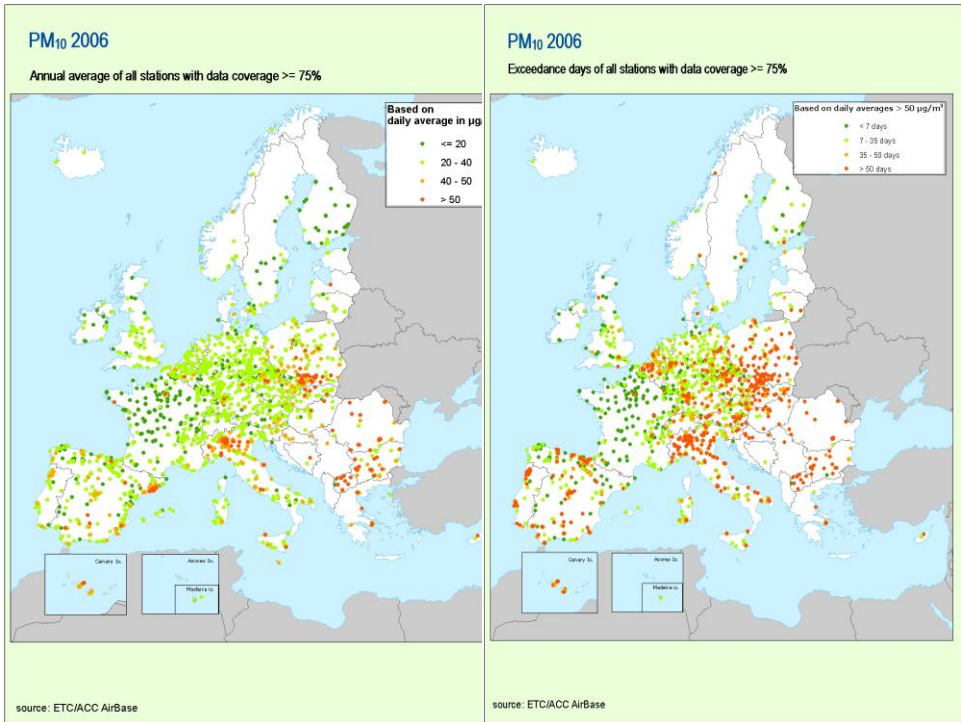 PM₁₀ 2006
Annual average of all stations with data coverage >= 75%
Based on
daily average in µg/
<= 20
20 - 40
40 - 50
> 50
Canary Is.
Azores Is.
Madeira Is.
source: ETC/ACC AirBase
PM₁₀ 2006
Exceedance days of all stations with data coverage >= 75%
Based on daily averages > 50 µg/m³
< 7 days
7 - 35 days
35 - 50 days
> 50 days
Canary Is.
Azores Is.
Madeira Is.
source: ETC/ACC AirBase